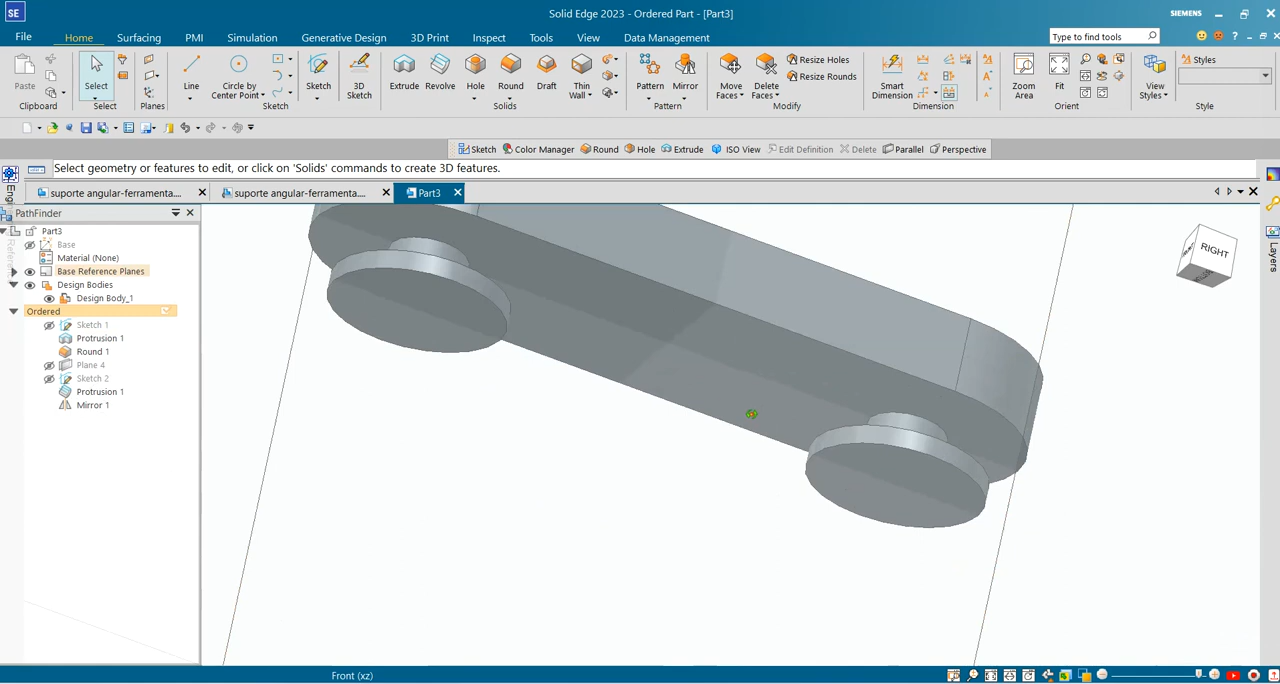 SE
Solid Edge 2023 - Ordered Part - [Part3]
SIEMENS
File Home Surfacing PMI Simulation Generative Design 3D Print Inspect Tools View Data Management
Type to find tools
Paste
Select
Line
Circle by Center Point
Sketch
3D Sketch
Extrude
Revolve
Hole
Round
Draft
Thin Wall
Pattern
Mirror
Move Faces
Delete Faces
Resize Holes
Resize Rounds
Smart Dimension
Zoom Area
Fit
View Styles
Styles
Clipboard Select Planes Sketch Solids Pattern Modify Dimension Orient Style
Sketch Color Manager Round Hole Extrude ISO View Edit Definition Delete Parallel Perspective
Select geometry or features to edit, or click on 'Solids' commands to create 3D features.
suporte angular-ferramenta... suporte angular-ferramenta... Part3
PathFinder
Part3
Base
Material (None)
Base Reference Planes
Design Bodies
Design Body_1
Ordered
Sketch 1
Protrusion 1
Round 1
Plane 4
Sketch 2
Protrusion 1
Mirror 1
RIGHT
Layers
Front (xz)